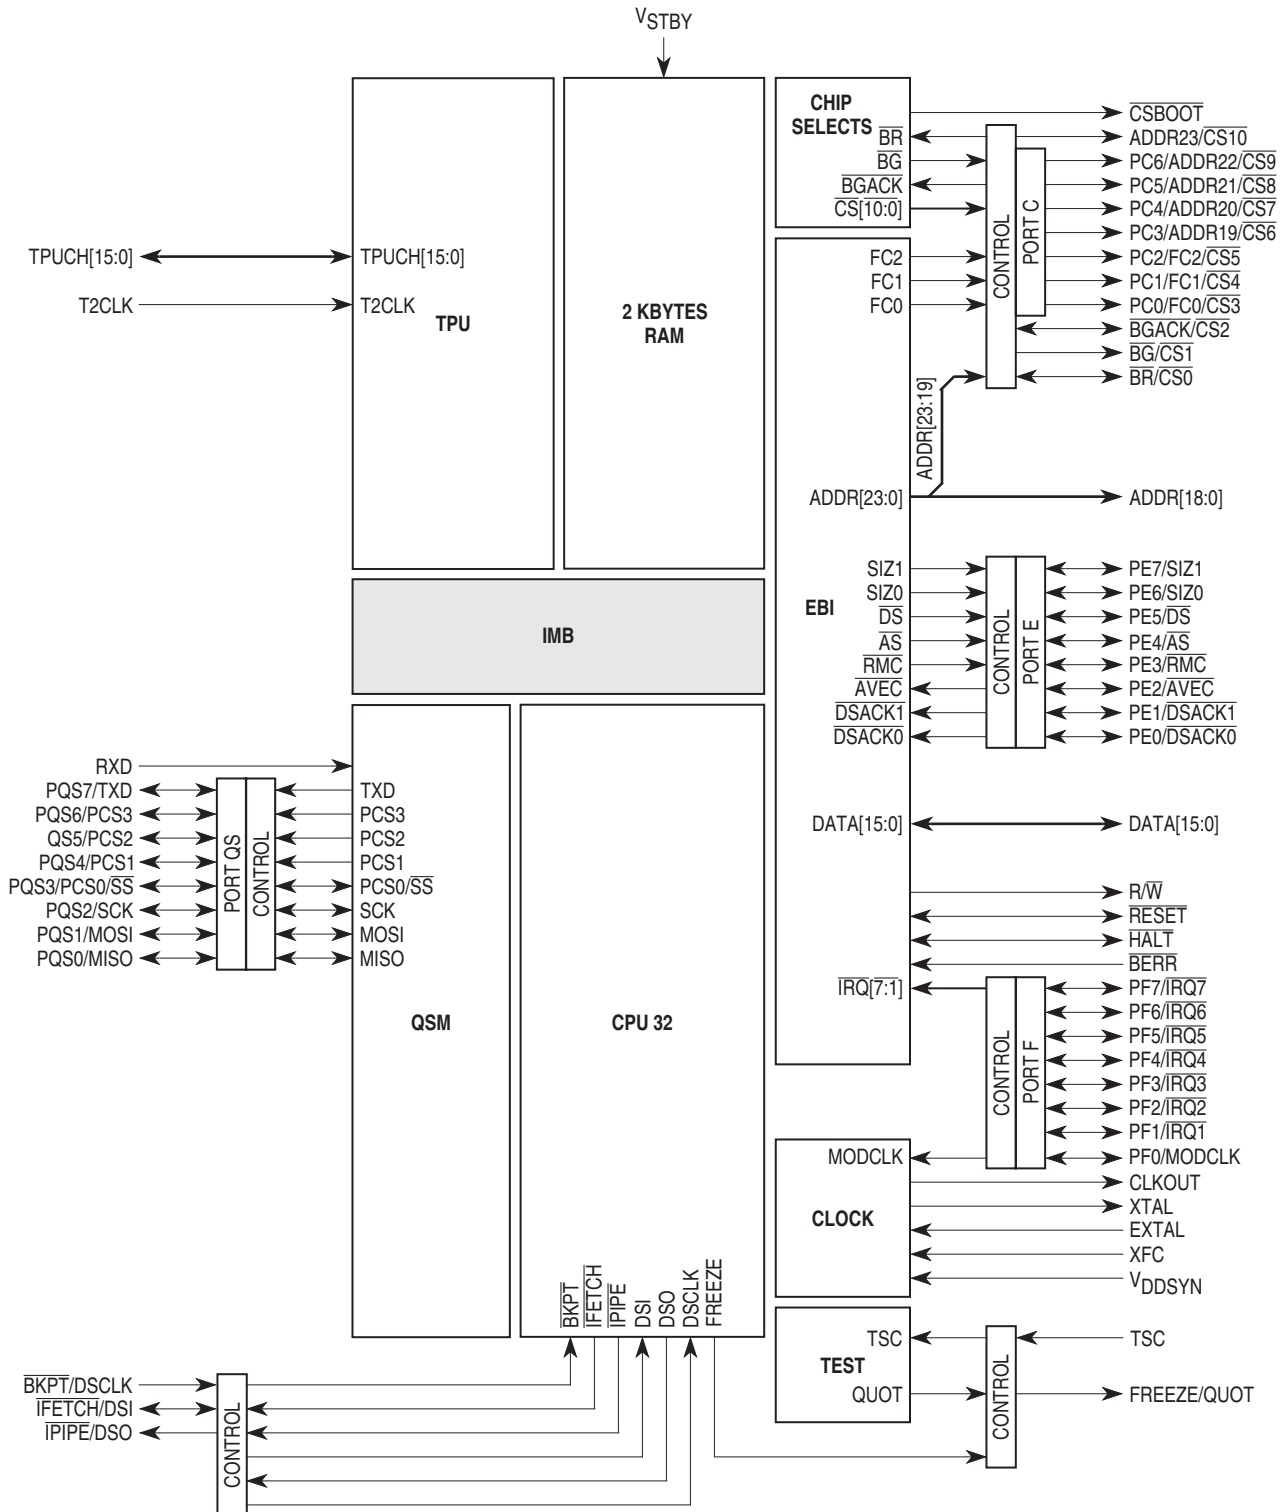 VSTBY
CHIP
SELECTS
BR
BG
BGACK
CS[10:0]
CONTROL
PORT C
CSBOOT
ADDR23/CS10
PC6/ADDR22/CS9
PC5/ADDR21/CS8
PC4/ADDR20/CS7
PC3/ADDR19/CS6
PC2/FC2/CS5
PC1/FC1/CS4
PC0/FC0/CS3
BGACK/CS2
BG/CS1
BR/CS0
TPUCH[15:0]
T2CLK
TPUCH[15:0]
T2CLK
TPU
2 KBYTES
RAM
FC2
FC1
FC0
ADDR[23:19]
ADDR[23:0]
ADDR[18:0]
EBI
SIZ1
SIZ0
DS
AS
RMC
AVEC
DSACK1
DSACK0
CONTROL
PORT E
PE7/SIZ1
PE6/SIZ0
PE5/DS
PE4/AS
PE3/RMC
PE2/AVEC
PE1/DSACK1
PE0/DSACK0
IMB
RXD
PQS7/TXD
PQS6/PCS3
QS5/PCS2
PQS4/PCS1
PQS3/PCS0/SS
PQS2/SCK
PQS1/MOSI
PQS0/MISO
PORT QS
CONTROL
TXD
PCS3
PCS2
PCS1
PCS0/SS
SCK
MOSI
MISO
QSM
CPU 32
DATA[15:0]
DATA[15:0]
R/W
RESET
HALT
BERR
IRQ[7:1]
CONTROL
PORT F
PF7/IRQ7
PF6/IRQ6
PF5/IRQ5
PF4/IRQ4
PF3/IRQ3
PF2/IRQ2
PF1/IRQ1
PF0/MODCLK
MODCLK
CLOCK
CLKOUT
XTAL
EXTAL
XFC
VDDSYN
BKPT
IFETCH
IPIPE
DSI
DSO
DSCLK
FREEZE
TSC
TEST
QUOT
CONTROL
TSC
FREEZE/QUOT
BKPT/DSCLK
IFETCH/DSI
IPIPE/DSO
CONTROL